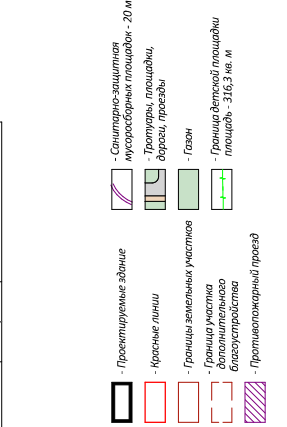 - Проектируемые здание
- Красные линии
- Границы земельных участков
- Граница участка
дополнительного
благоустройства
- Противопожарный проезд
- Санитарно-защитная
мусоросборных площадок - 20 м
- Тротуары, площадки,
дороги, проезды
- Газон
- Граница детской площадки
площадь - 316,3 кв. м